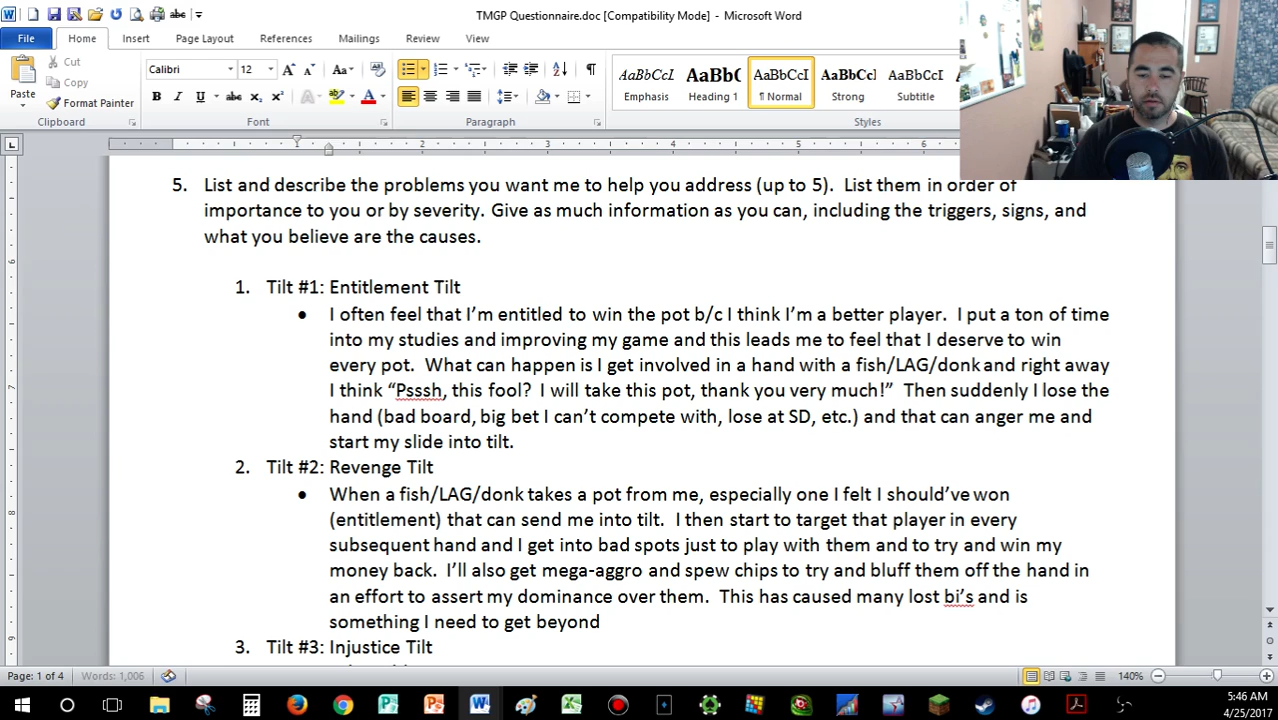 TMGP Questionnaire.doc [Compatibility Mode] - Microsoft Word
File Home Insert Page Layout References Mailings Review View
Cut
Copy
Format Painter
Paste
Calibri 12
AaBbCcI AaBbC AaBbCcI AaBbCcI AaBbCcI
Emphasis Heading 1 ¶ Normal Strong Subtitle
Clipboard Font Paragraph Styles
5. List and describe the problems you want me to help you address (up to 5). List them in order of
importance to you or by severity. Give as much information as you can, including the triggers, signs, and
what you believe are the causes.
1. Tilt #1: Entitlement Tilt
• I often feel that I'm entitled to win the pot b/c I think I'm a better player. I put a ton of time
into my studies and improving my game and this leads me to feel that I deserve to win
every pot. What can happen is I get involved in a hand with a fish/LAG/donk and right away
I think “Psssh, this fool? I will take this pot, thank you very much!” Then suddenly I lose the
hand (bad board, big bet I can't compete with, lose at SD, etc.) and that can anger me and
start my slide into tilt.
2. Tilt #2: Revenge Tilt
• When a fish/LAG/donk takes a pot from me, especially one I felt I should've won
(entitlement) that can send me into tilt. I then start to target that player in every
subsequent hand and I get into bad spots just to play with them and to try and win my
money back. I'll also get mega-aggro and spew chips to try and bluff them off the hand in
an effort to assert my dominance over them. This has caused many lost bi's and is
something I need to get beyond
3. Tilt #3: Injustice Tilt
Page: 1 of 4 Words: 1,006 140%
5:46 AM
4/25/2017